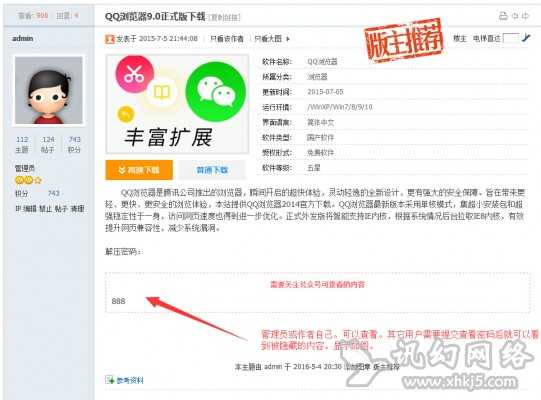 查看: 908 | 回复: 4
QQ浏览器9.0正式版下载 [复制链接]
admin
发表于 2015-7-5 21:44:08 | 只看该作者 | 只看大图
楼主 电梯直达
版主推荐
软件名称: QQ浏览器
所属分类: 浏览器
更新时间: 2015-07-05
运行环境: /WinXP/Win7/8/9/10
界面语言: 简体中文
软件类型: 国产软件
授权形式: 免费软件
软件等级: 五星
丰富扩展
高速下载 普通下载
112 124 743
主题 帖子 积分
管理员
积分 743
IP 编辑 禁止 帖子 清理
QQ浏览器是腾讯公司推出的浏览器，瞬间开启的超快体验，灵动轻逸的全新设计，更有强大的安全保障。旨在带来更
轻、更快、更安全的浏览体验，本站提供QQ浏览器2014官方下载。QQ浏览器最新版本采用单核模式，集超小安装包和超
强稳定性于一身，访问网页速度也得到进一步优化。正式外发版将智能支持IE内核，根据系统情况后台拉取IE8内核，有效
提升网页兼容性，减少系统漏洞。
解压密码：
需要关注公众号可查看的内容
888
管理员或作者自己，可以查看，其它用户需要提交查看密码后就可以看
到被隐藏的内容，显示如图。
本主题由 admin 于 2016-5-4 20:30 添加图章 版主推荐
参考资料
讯幻网络
www.xhkj5.com